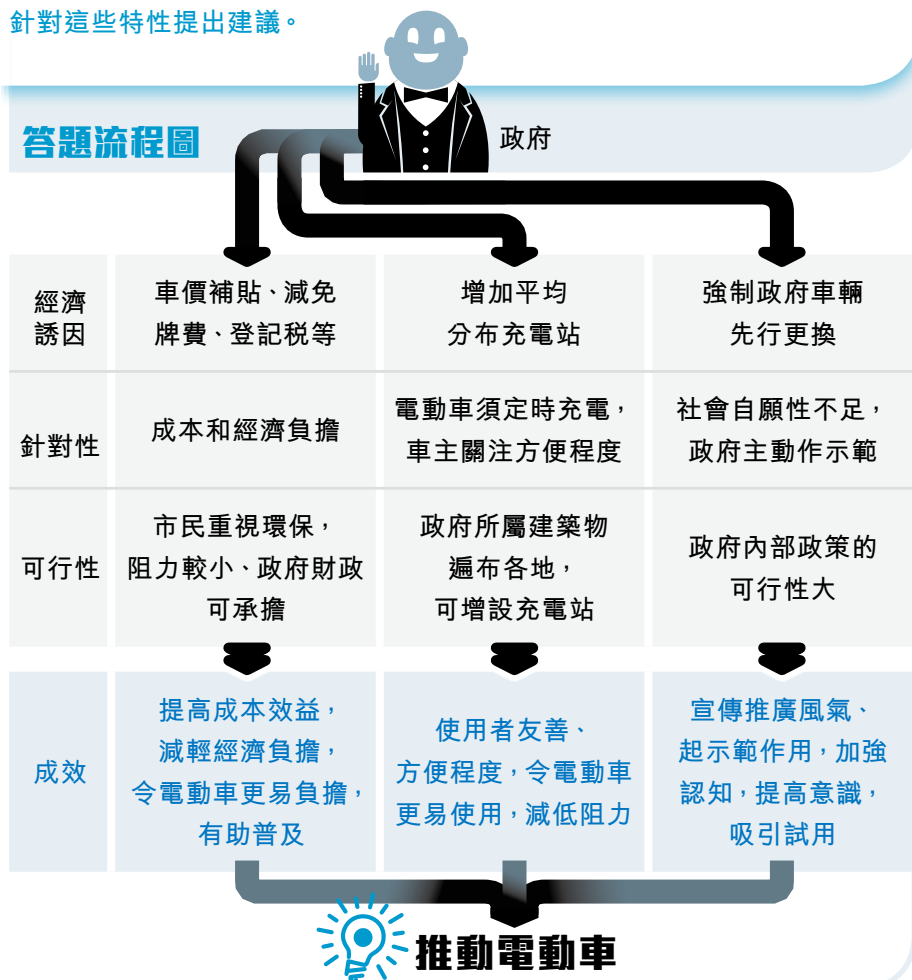 針對這些特性提出建議。
答題流程圖
政府
經濟
誘因
車價補貼、減免
牌費、登記税等
增加平均
分布充電站
強制政府車輛
先行更換
針對性
成本和經濟負擔
電動車須定時充電，
車主關注方便程度
社會自願性不足，
政府主動作示範
可行性
市民重視環保，
阻力較小、政府財政
可承擔
政府所屬建築物
遍布各地，
可增設充電站
政府內部政策的
可行性大
成效
提高成本效益，
減輕經濟負擔，
令電動車更易負擔，
有助普及
使用者友善、
方便程度，令電動車
更易使用，減低阻力
宣傳推廣風氣、
起示範作用，加強
認知，提高意識，
吸引試用
推動電動車